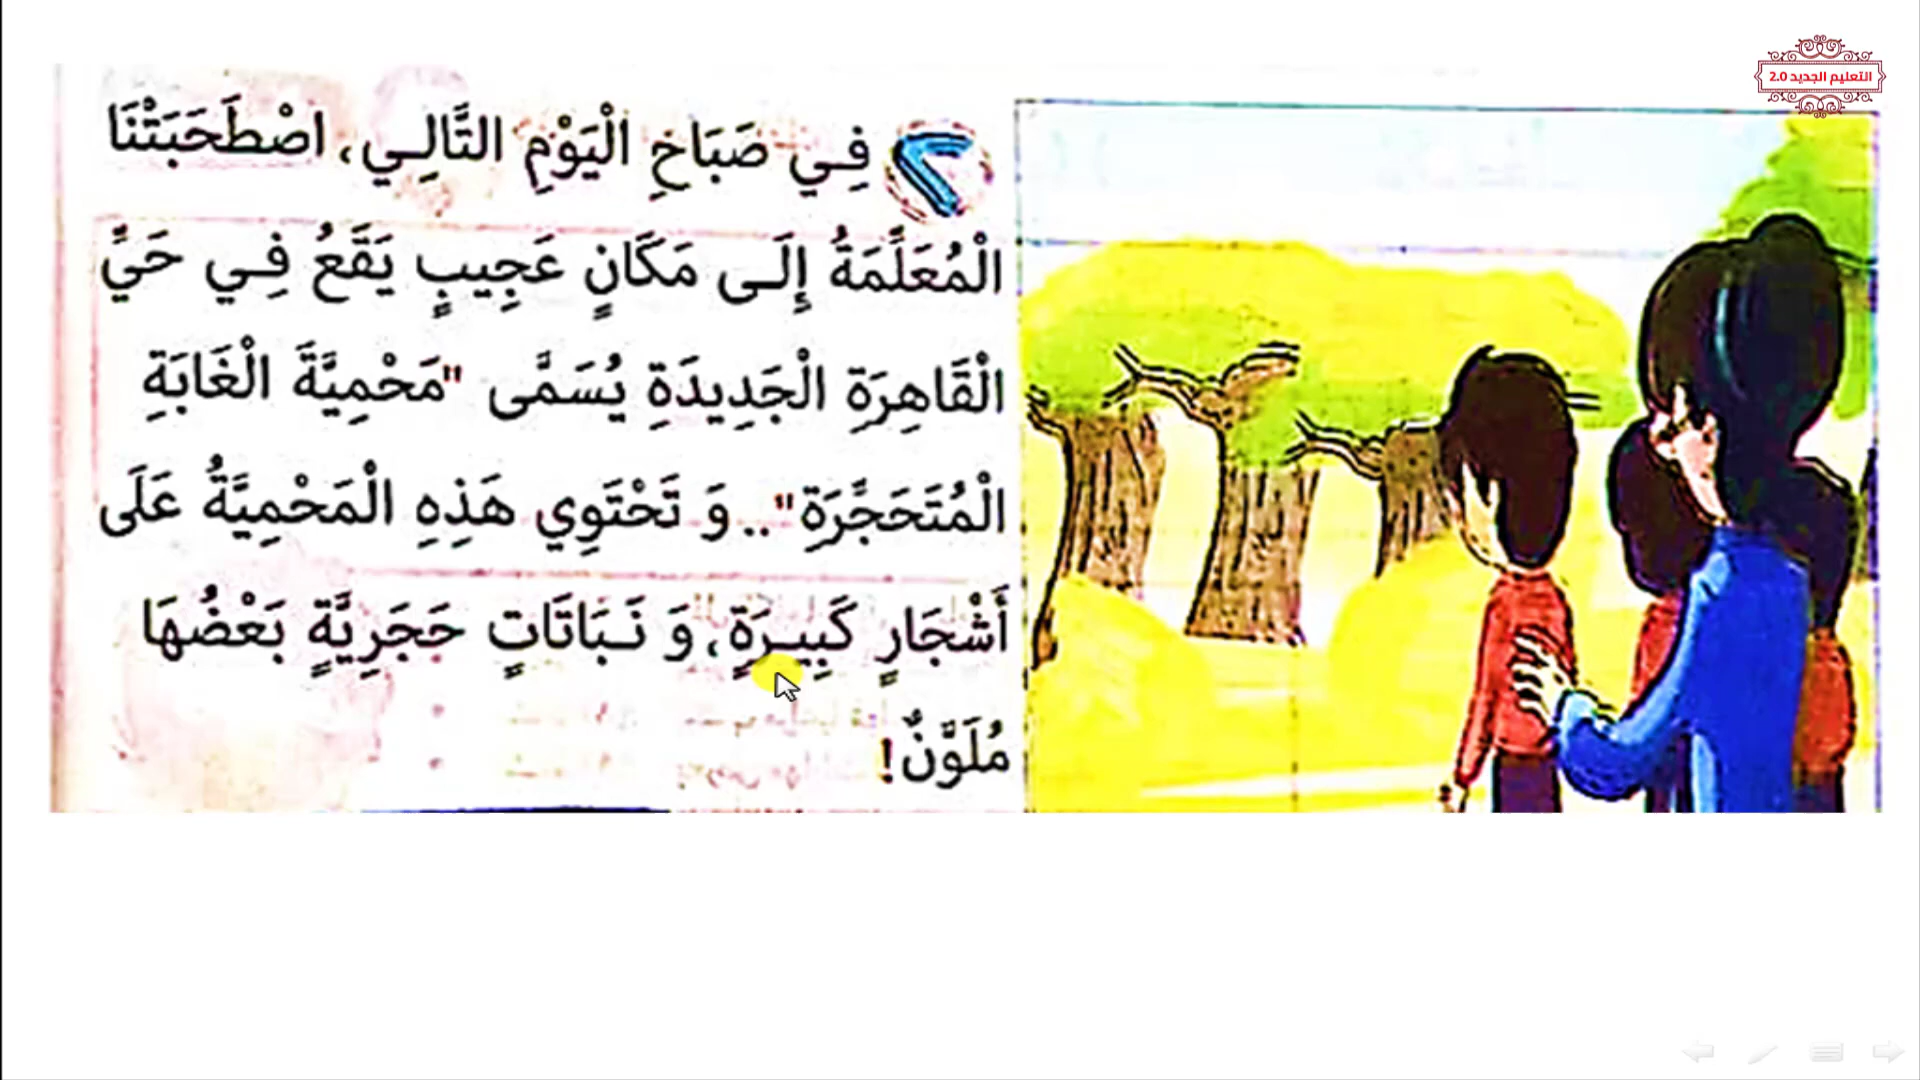 التعليم الجديد 2.0
٢ فِي صَبَاحِ الْيَوْمِ التَّالِي، اصْطَحَبَتْنَا
الْمُعَلِّمَةُ إِلَى مَكَانٍ عَجِيبٍ يَقَعُ فِي حَيِّ
الْقَاهِرَةِ الْجَدِيدَةِ يُسَمَّى "مَحْمِيَّةَ الْغَابَةِ
الْمُتَحَجِّرَةِ".. وَ تَحْتَوِي هَذِهِ الْمَحْمِيَّةُ عَلَى
أَشْجَارٍ كَبِيرَةٍ، وَ نَبَاتَاتٍ حَجَرِيَّةٍ بَعْضُهَا
مُلَوَّنٌ!